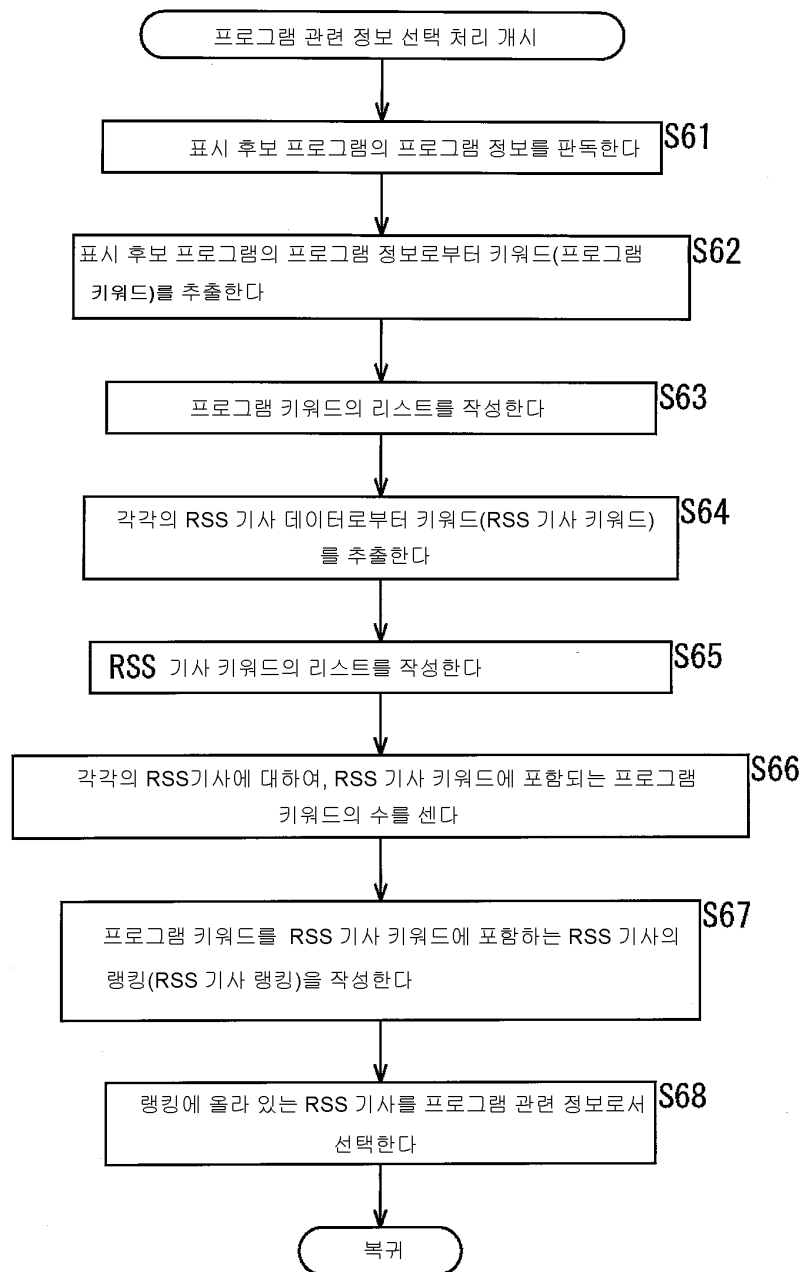 프로그램 관련 정보 선택 처리 개시
S61
표시 후보 프로그램의 프로그램 정보를 판독한다
S62
표시 후보 프로그램의 프로그램 정보로부터 키워드(프로그램
키워드)를 추출한다
S63
프로그램 키워드의 리스트를 작성한다
S64
각각의 RSS 기사 데이터로부터 키워드(RSS 기사 키워드)
를 추출한다
S65
RSS 기사 키워드의 리스트를 작성한다
S66
각각의 RSS기사에 대하여, RSS 기사 키워드에 포함되는 프로그램
키워드의 수를 센다
S67
프로그램 키워드를 RSS 기사 키워드에 포함하는 RSS 기사의
랭킹(RSS 기사 랭킹)을 작성한다
S68
랭킹에 올라 있는 RSS 기사를 프로그램 관련 정보로서
선택한다
복귀